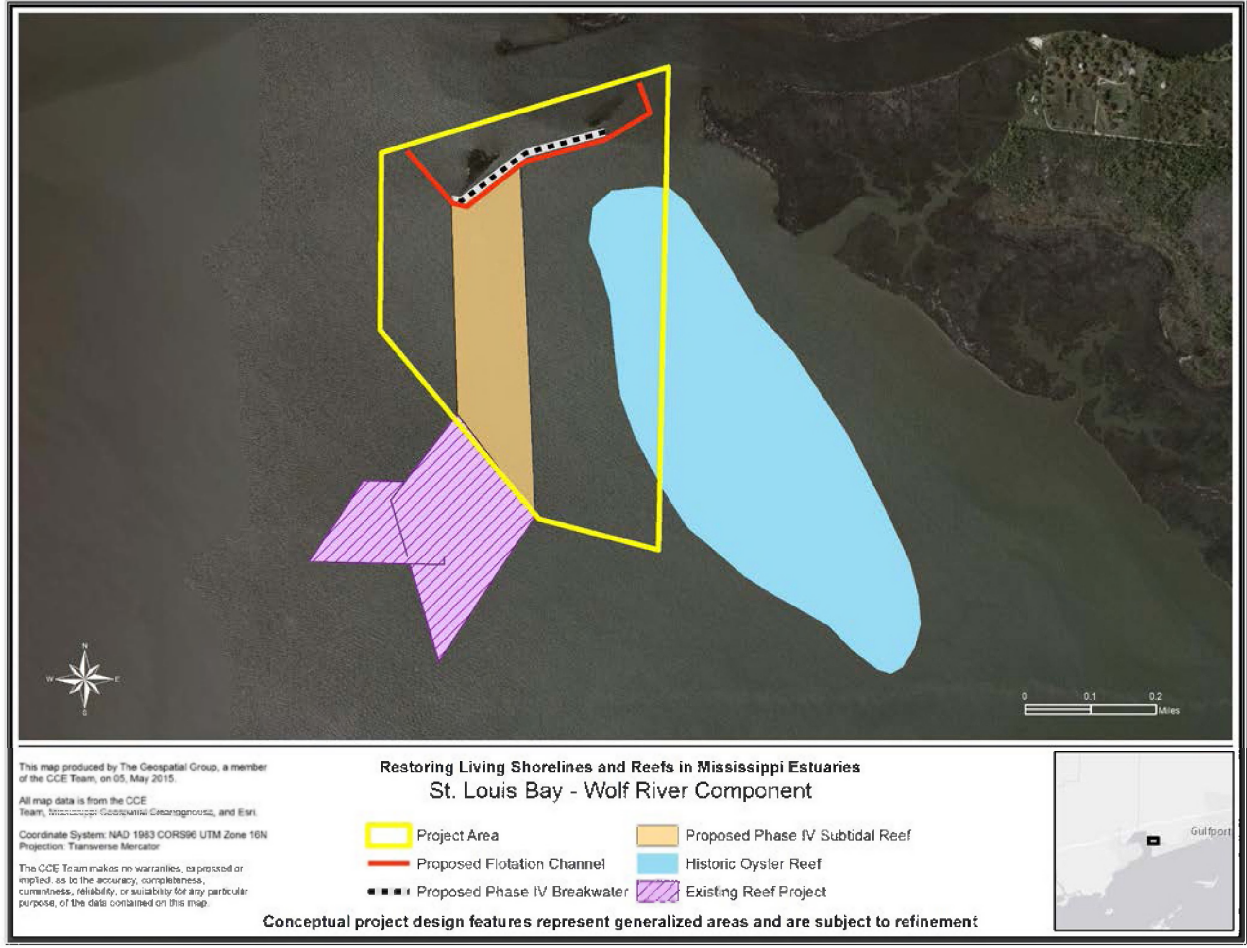 N
W
E
S
0 0.1 0.2
Miles
This map produced by The Geospatial Group, a member
of the CCE Team, on 05, May 2015.
All map data is from the CCE
Team, Mississippi Geospatial Clearinghouse, and Esri.
Coordinate System: NAD 1983 CORS96 UTM Zone 16N
Projection: Transverse Mercator
The CCE Team makes no warranties, expressed or
implied, as to the accuracy, completeness,
currentness, reliability, or suitability for any particular
purpose, of the data contained on this map.
Restoring Living Shorelines and Reefs in Mississippi Estuaries
St. Louis Bay - Wolf River Component
Project Area
Proposed Flotation Channel
Proposed Phase IV Breakwater
Proposed Phase IV Subtidal Reef
Historic Oyster Reef
Existing Reef Project
Conceptual project design features represent generalized areas and are subject to refinement
Gulfport